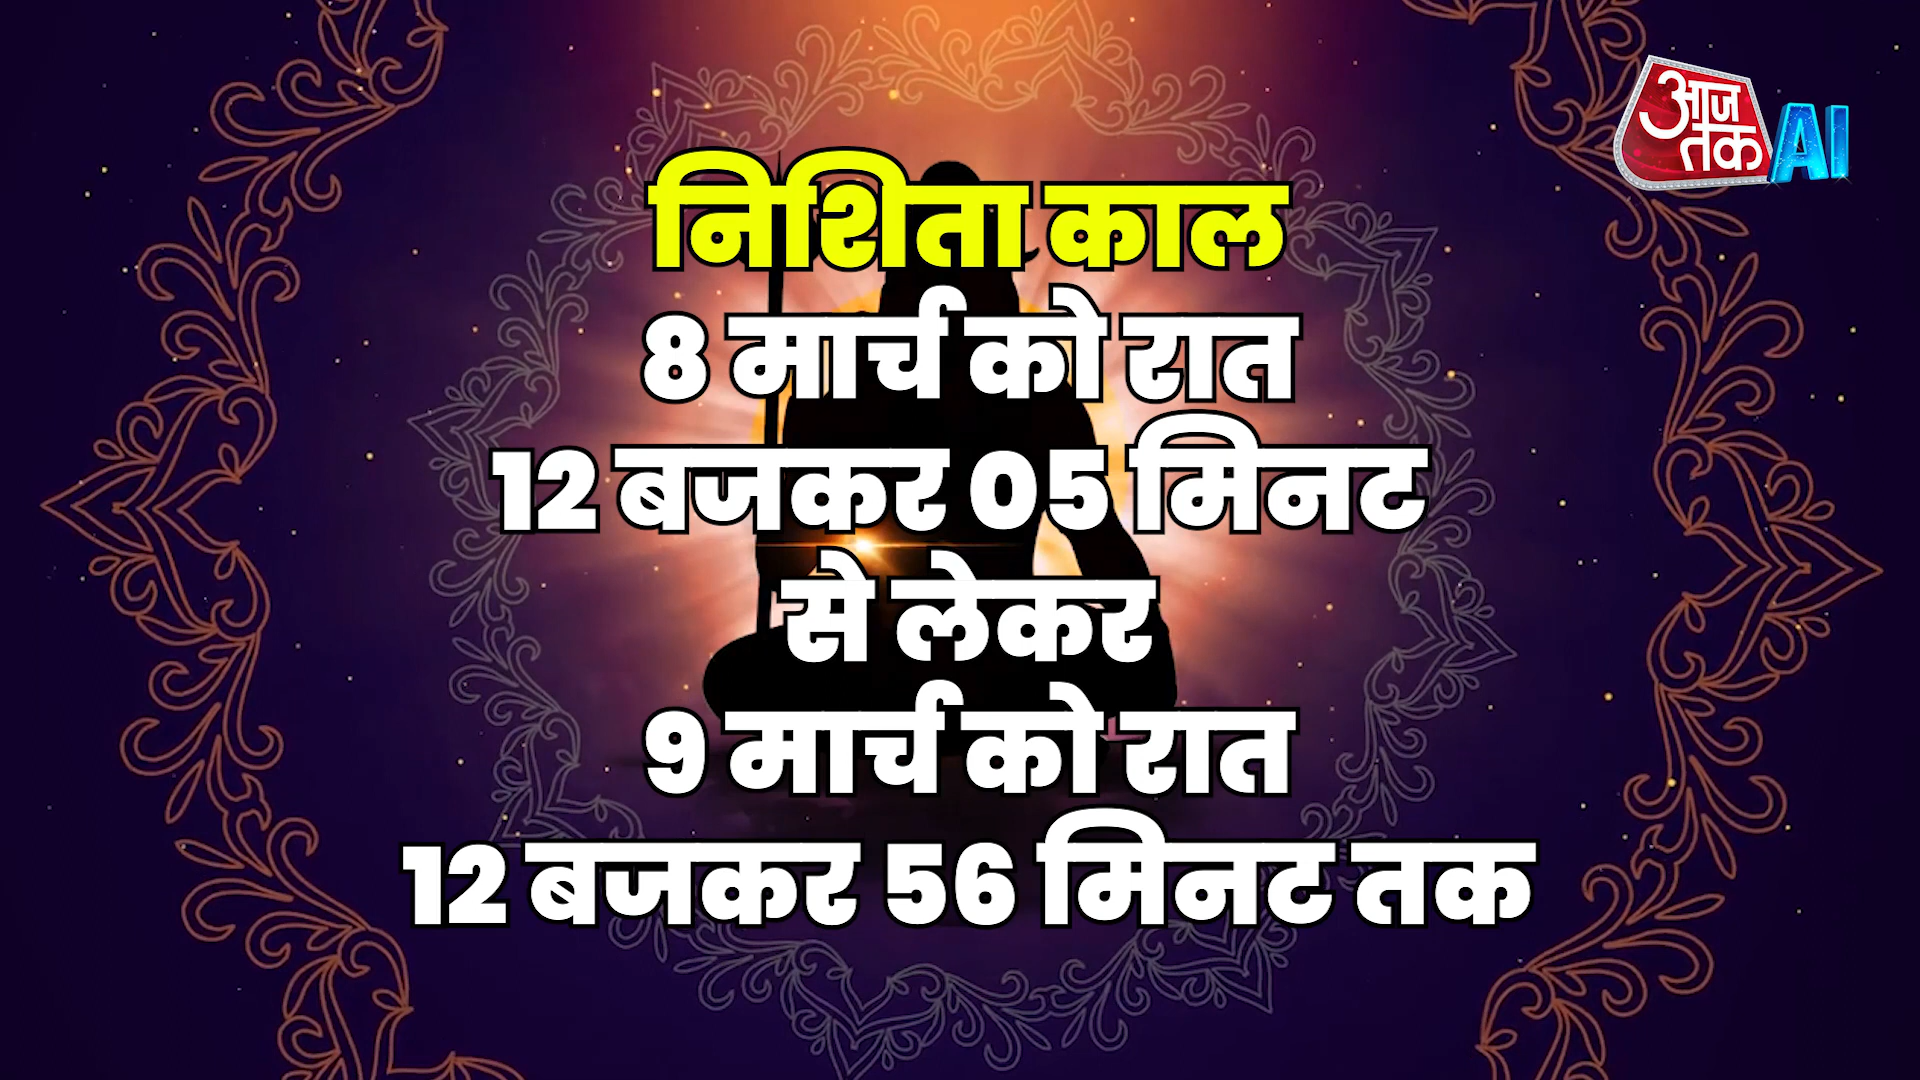 आज
तक AI
निशिता काल
8 मार्च को रात
12 बजकर 05 मिनट
से लेकर
9 मार्च को रात
12 बजकर 56 मिनट तक